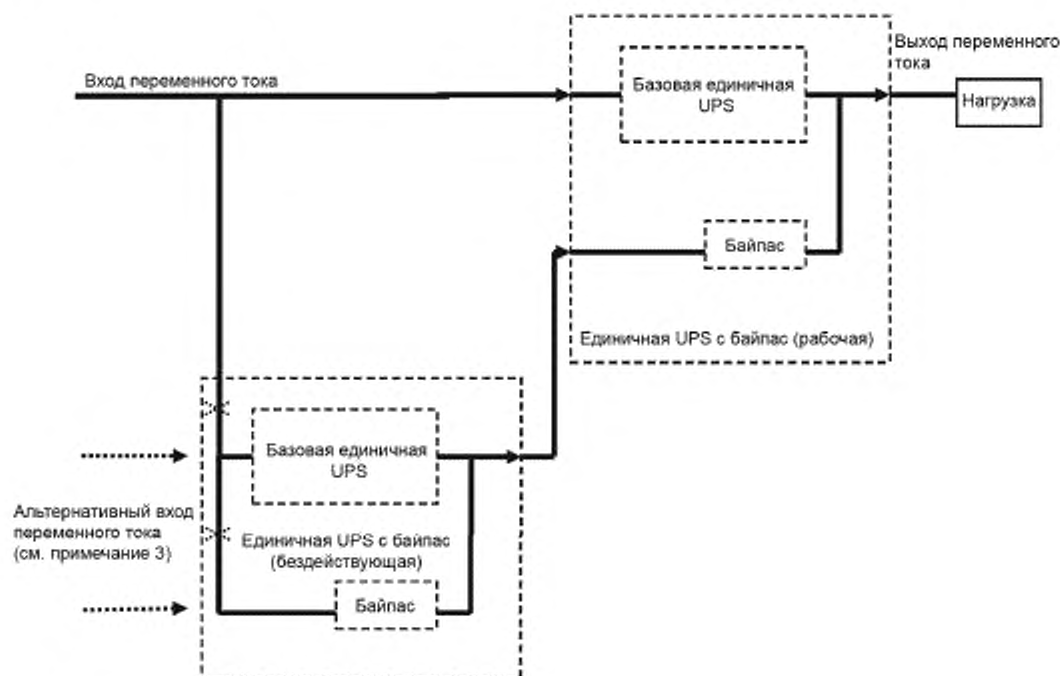 Вход переменного тока
Базовая единичная
UPS
Выход переменного
тока
Нагрузка
Байпас
Единичная UPS с байпас (рабочая)
Базовая единичная
UPS
Альтернативный вход
переменного тока
(см. примечание 3)
Единичная UPS с байпас
(бездействующая)
Байпас